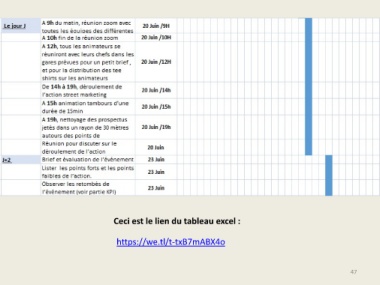 Le jour J
A 9h du matin, réunion zoom avec
toutes les équipes des différentes
20 Juin /9H
A 10h fin de la réunion zoom
20 Juin /10H
A 12h, tous les animateurs se
réuniront avec leurs chefs dans les
gares prévues pour un petit brief ,
et pour la distribution des tee
shirts sur les animateurs
20 Juin /12H
De 14h à 19h, déroulement de
l'action street marketing
20 Juin /14h
A 15h animation tambours d'une
durée de 15min
20 Juin /15h
A 19h, nettoyage des prospectus
jetés dans un rayon de 30 mètres
autours des points de
20 Juin /19h
Réunion pour discuter sur le
déroulement de l'action
20 Juin
J+2
Brief et évaluation de l'évènement
23 Juin
Lister les points forts et les points
faibles de l'action.
23 Juin
Observer les retombés de
l'évènement (voir partie KPI)
23 Juin
Ceci est le lien du tableau excel :
https://we.tl/t-txB7mABX4o
47